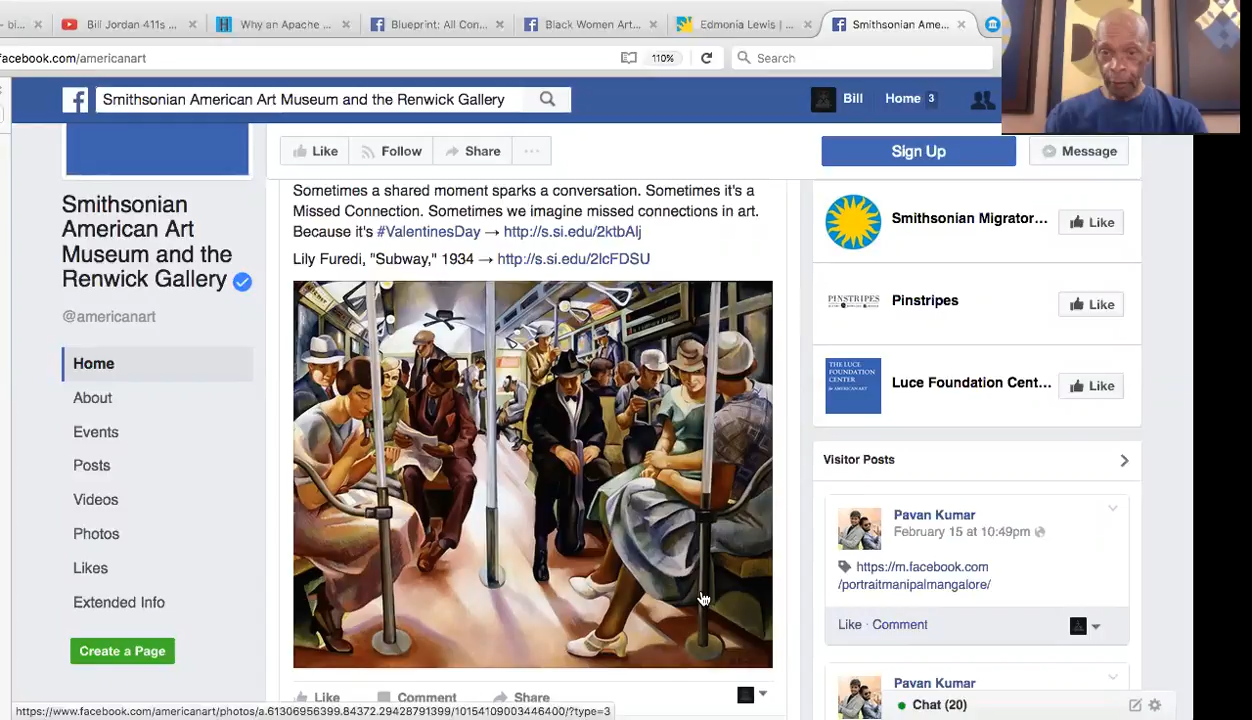 bi...
Bill Jordan 411s
Why an Apache
Blueprint: All Con...
Black Women Art...
Edmonia Lewis |
Smithsonian Ame...
facebook.com/americanart
110%
Search
Smithsonian American Art Museum and the Renwick Gallery
Bill
Home 3
Like
Follow
Share
Sign Up
Message
Smithsonian
American Art
Museum and the
Renwick Gallery
@americanart
Home
About
Events
Posts
Videos
Photos
Likes
Extended Info
Create a Page
Sometimes a shared moment sparks a conversation. Sometimes it's a
Missed Connection. Sometimes we imagine missed connections in art.
Because it's #ValentinesDay → http://s.si.edu/2ktbAlj
Lily Furedi, "Subway," 1934 → http://s.si.edu/2lcFDSU
Like
Comment
Share
Smithsonian Migrator...
Like
PINSTRIPES
Pinstripes
Like
THE LUCE
FOUNDATION
CENTER
Luce Foundation Cent...
Like
Visitor Posts
Pavan Kumar
February 15 at 10:49pm
https://m.facebook.com
/portraitmanipalmangalore/
Like · Comment
Pavan Kumar
Chat (20)
https://www.facebook.com/americanart/photos/a.61306956399.84372.29428791399/10154109003446400/?type=3